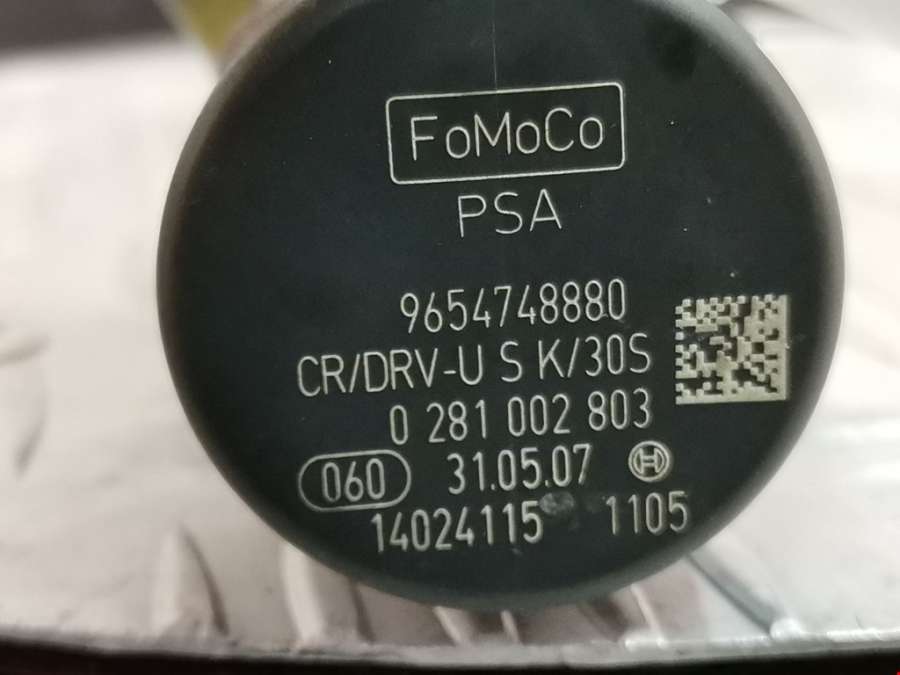 FoMoCo
PSA
9654748880
CR/DRV-U S K/30S
0 281 002 803
060 31.05.07
14024115 1105